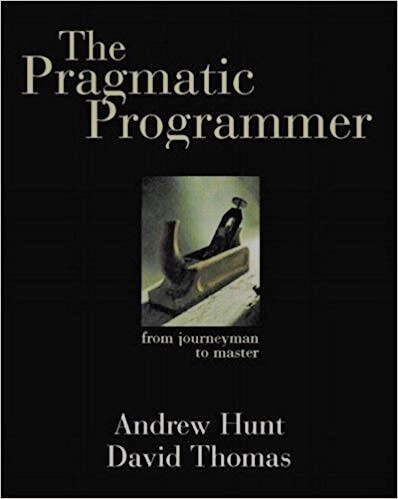 The
Pragmatic
Programmer
from journeyman
to master
Andrew Hunt
David Thomas